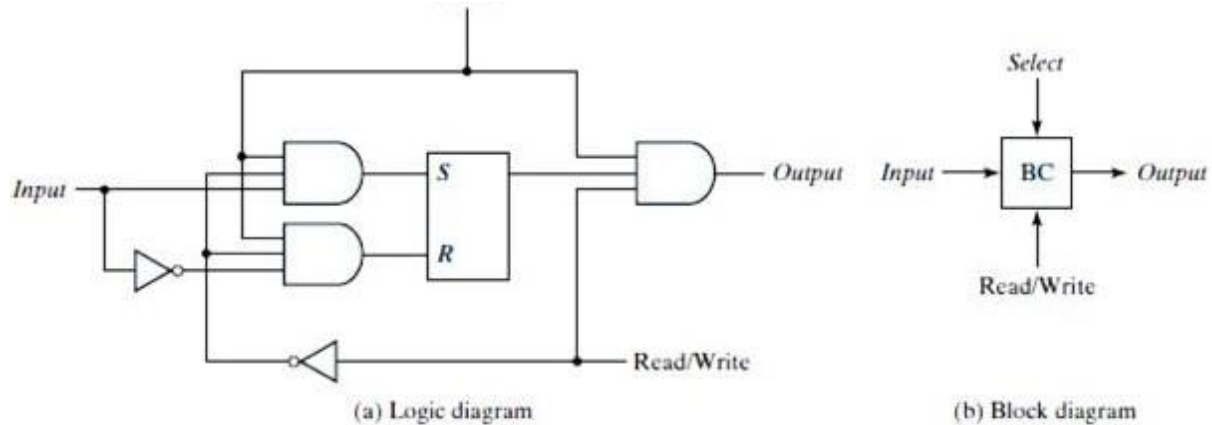 Select
Input
S
Output
Input
BC
Output
R
Read/Write
Read/Write
(a) Logic diagram
(b) Block diagram